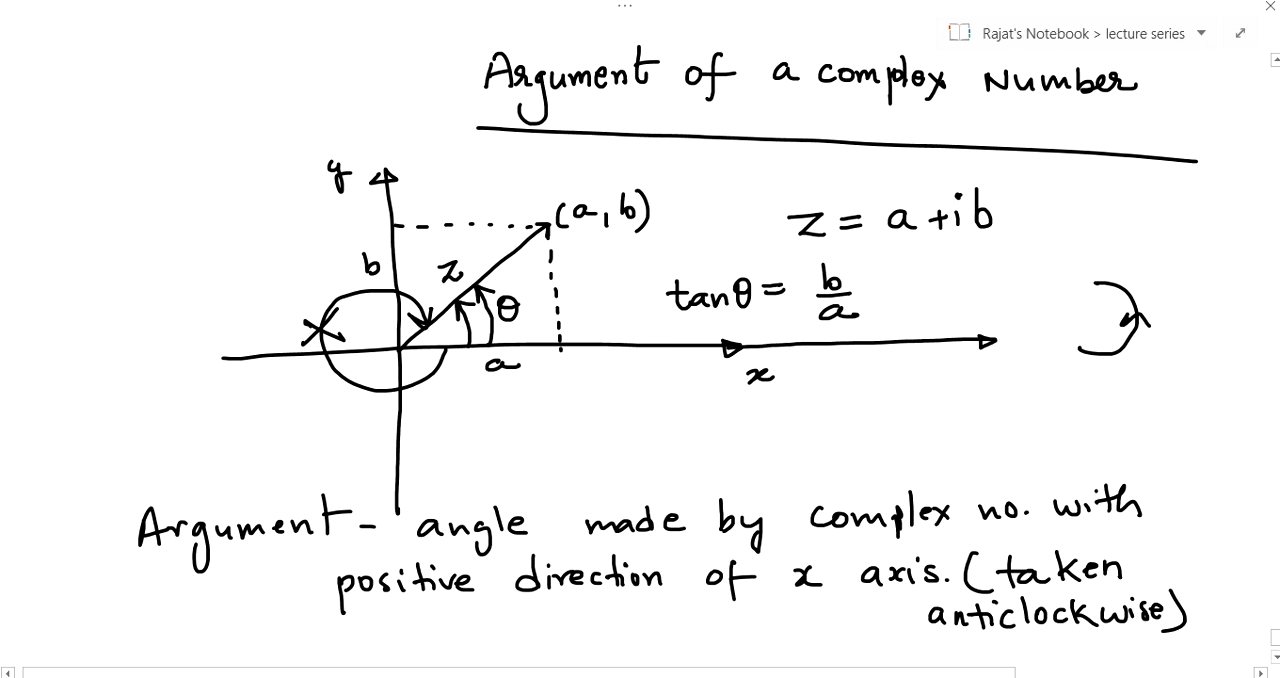 Rajat's Notebook > lecture series
Argument of a complex Number
y
(a, b)
z = a+ib
b
z
θ
tanθ = b/a
a
x
Argument - angle made by complex no. with
positive direction of x axis. (taken
anticlockwise)